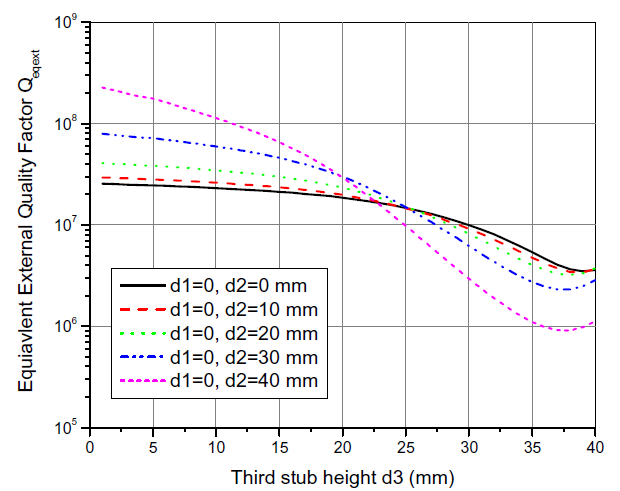 10^9
10^8
10^7
10^6
10^5
Equiavlent External Quality Factor Q_eqext
d1=0, d2=0 mm
d1=0, d2=10 mm
d1=0, d2=20 mm
d1=0, d2=30 mm
d1=0, d2=40 mm
0 5 10 15 20 25 30 35 40
Third stub height d3 (mm)